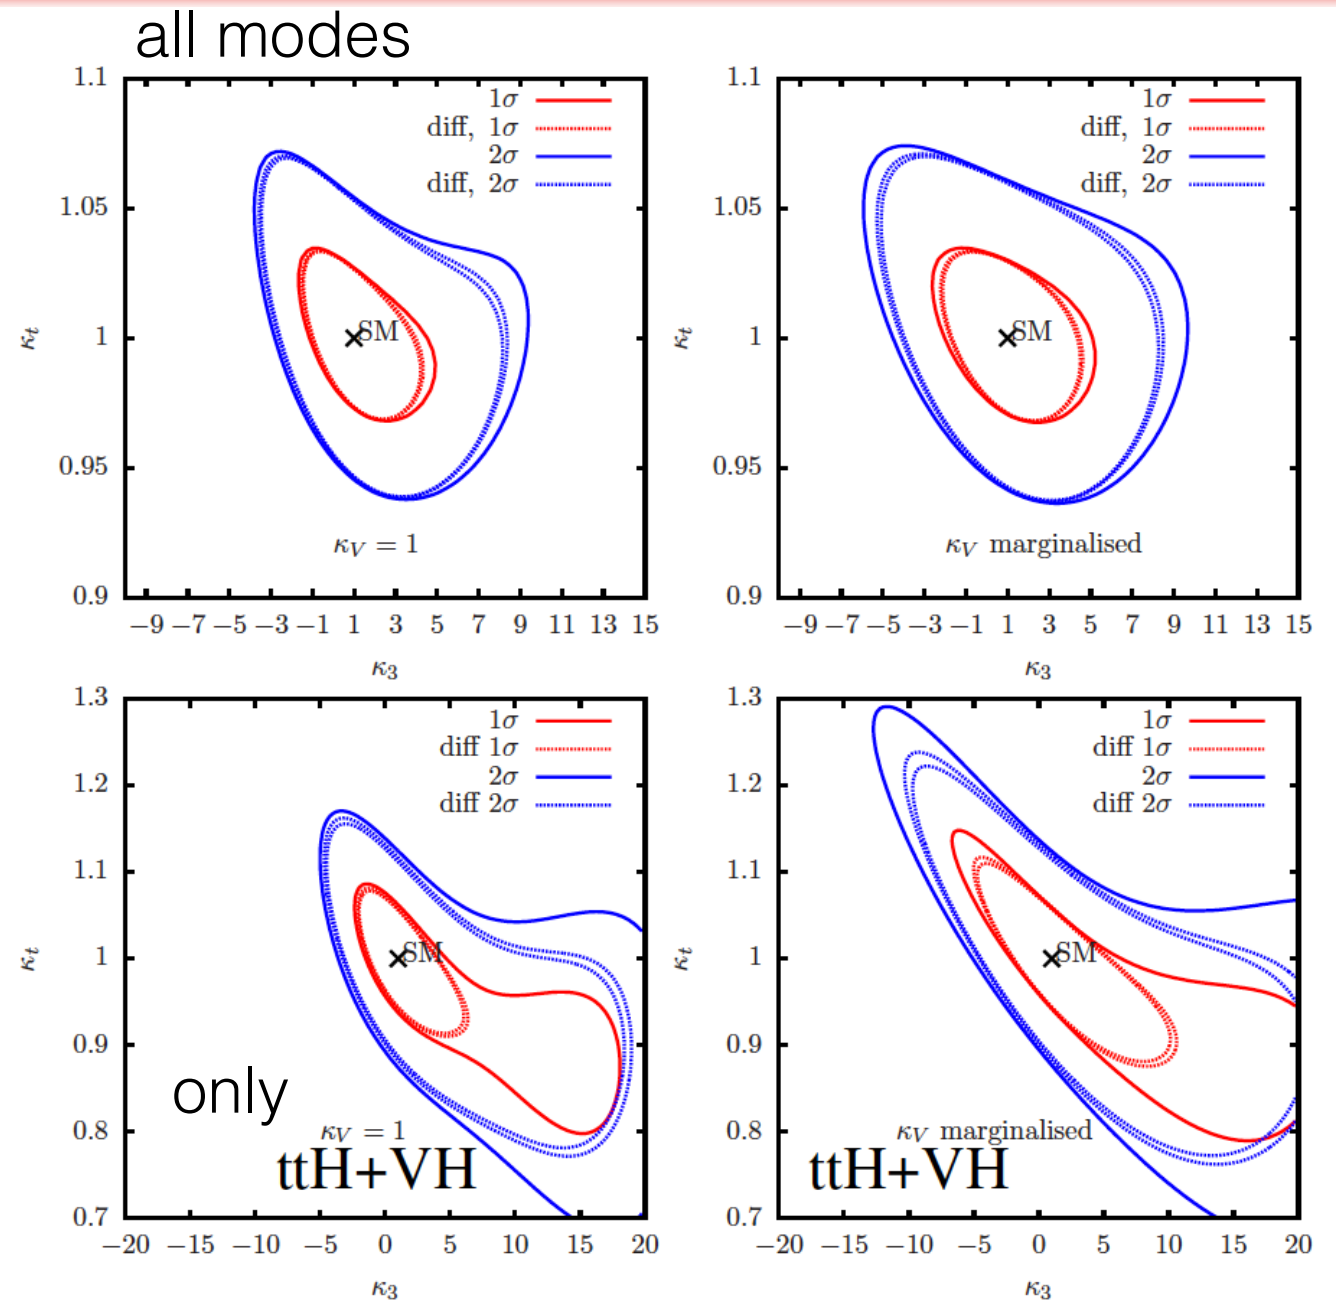 all modes
1.1
1.05
1
0.95
0.9
κt
1σ
diff, 1σ
2σ
diff, 2σ
SM
κV = 1
−9 −7 −5 −3 −1 1 3 5 7 9 11 13 15
κ3
1.1
1.05
1
0.95
0.9
κt
1σ
diff, 1σ
2σ
diff, 2σ
SM
κV marginalised
−9 −7 −5 −3 −1 1 3 5 7 9 11 13 15
κ3
1.3
1.2
1.1
1
0.9
0.8
0.7
κt
1σ
diff 1σ
2σ
diff 2σ
SM
only
κV = 1
ttH+VH
−20 −15 −10 −5 0 5 10 15 20
κ3
1.3
1.2
1.1
1
0.9
0.8
0.7
κt
1σ
diff 1σ
2σ
diff 2σ
SM
κV marginalised
ttH+VH
−20 −15 −10 −5 0 5 10 15 20
κ3